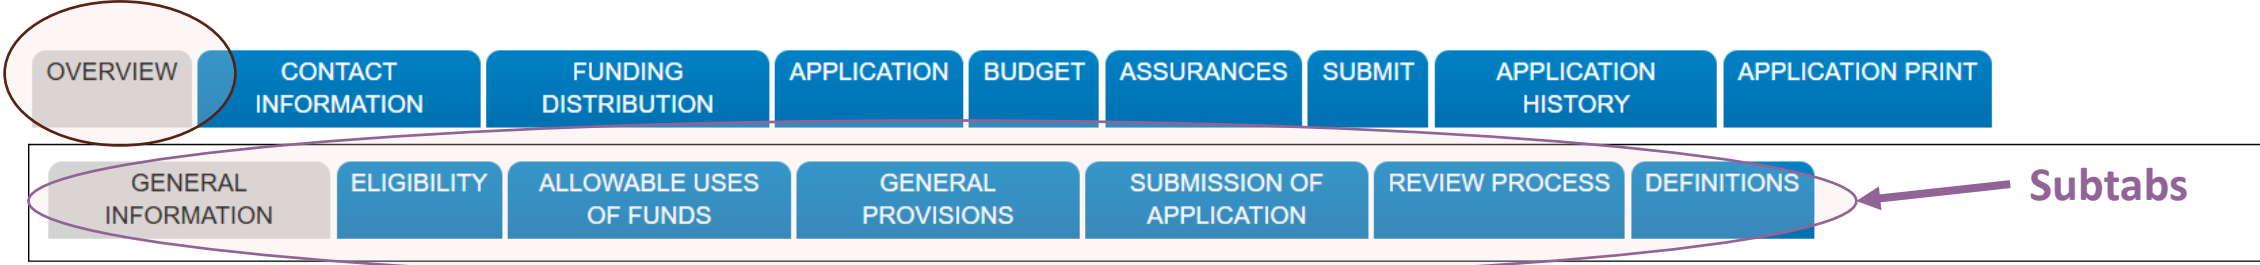 OVERVIEW
CONTACT
INFORMATION
FUNDING
DISTRIBUTION
APPLICATION
BUDGET
ASSURANCES
SUBMIT
APPLICATION
HISTORY
APPLICATION PRINT
GENERAL
INFORMATION
ELIGIBILITY
ALLOWABLE USES
OF FUNDS
GENERAL
PROVISIONS
SUBMISSION OF
APPLICATION
REVIEW PROCESS
DEFINITIONS
Subtabs